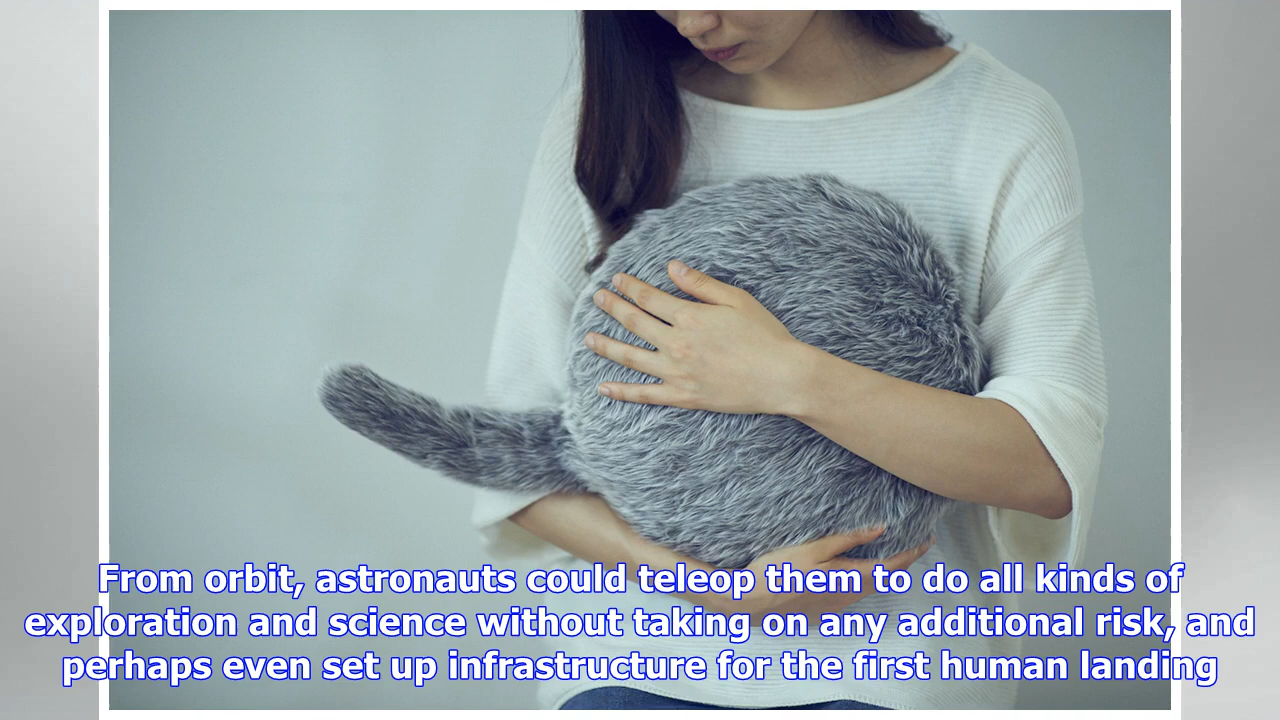 From orbit, astronauts could teleop them to do all kinds of
exploration and science without taking on any additional risk, and
perhaps even set up infrastructure for the first human landing